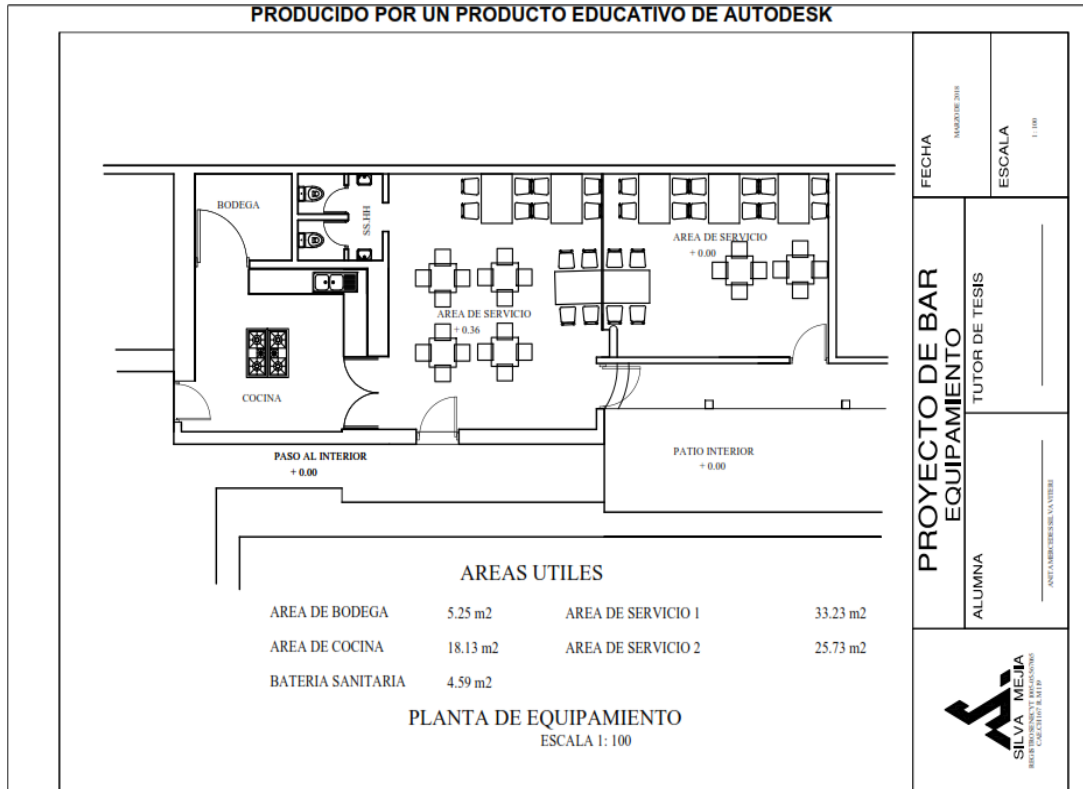 PRODUCIDO POR UN PRODUCTO EDUCATIVO DE AUTODESK
BODEGA
SS.HH
AREA DE SERVICIO
+ 0.00
AREA DE SERVICIO
+ 0.36
COCINA
PASO AL INTERIOR
+ 0.00
PATIO INTERIOR
+ 0.00
AREAS UTILES
AREA DE BODEGA 5.25 m2 AREA DE SERVICIO 1 33.23 m2
AREA DE COCINA 18.13 m2 AREA DE SERVICIO 2 25.73 m2
BATERIA SANITARIA 4.59 m2
PLANTA DE EQUIPAMIENTO
ESCALA 1: 100
FECHA
MARZO DE 2018
ESCALA
1 : 100
PROYECTO DE BAR
EQUIPAMIENTO
TUTOR DE TESIS
ALUMNA
ANITA MERCEDES SILVA VITERI
SILVA MEJIA